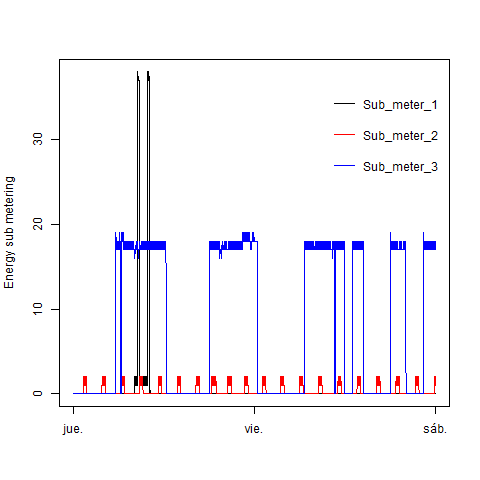 Sub_meter_1
Sub_meter_2
Sub_meter_3
Energy sub metering
30
20
10
0
jue.
vie.
sáb.